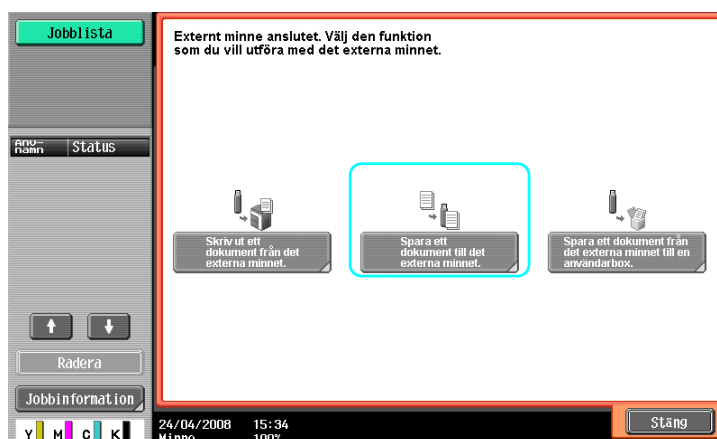 Jobblista
Externt minne anslutet. Välj den funktion
som du vill utföra med det externa minnet.
Anv-
namn
Status
Skriv ut ett
dokument från det
externa minnet.
Spara ett
dokument till det
externa minnet.
Spara ett dokument från
det externa minnet till en
användarbox.
Radera
Jobbinformation
Y M C K
24/04/2008 15:34
Minne 100%
Stäng